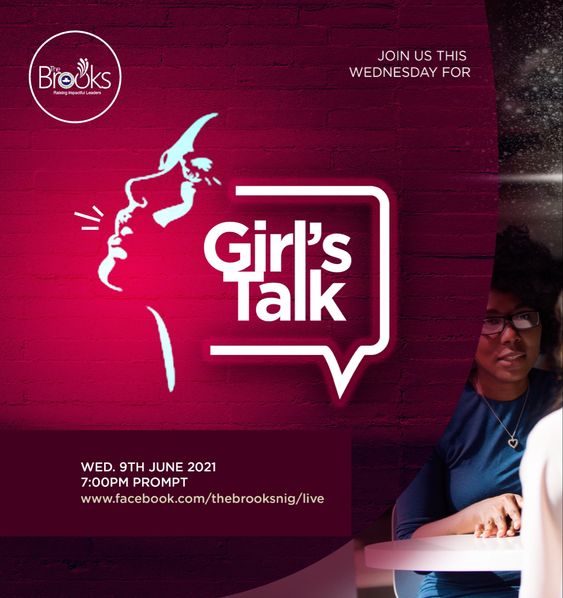 The
Brooks
Raising Impactful Leaders
JOIN US THIS
WEDNESDAY FOR
Girl's
Talk
WED. 9TH JUNE 2021
7:00PM PROMPT
www.facebook.com/thebrooksnig/live